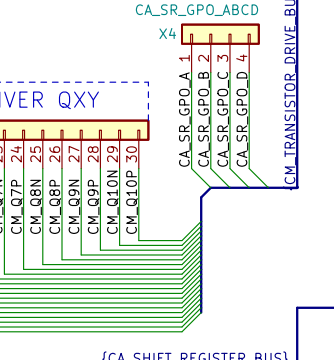 CA_SR_GPO_ABCD
X4
1
2
3
4
CA_SR_GPO_A
CA_SR_GPO_B
CA_SR_GPO_C
CA_SR_GPO_D
{CM_TRANSISTOR_DRIVE_BU
IVER QXY
24
25
26
27
28
29
30
CM_Q7P
CM_Q8N
CM_Q8P
CM_Q9N
CM_Q9P
CM_Q10N
CM_Q10P
{CA_SHIFT_REGISTER_BUS}